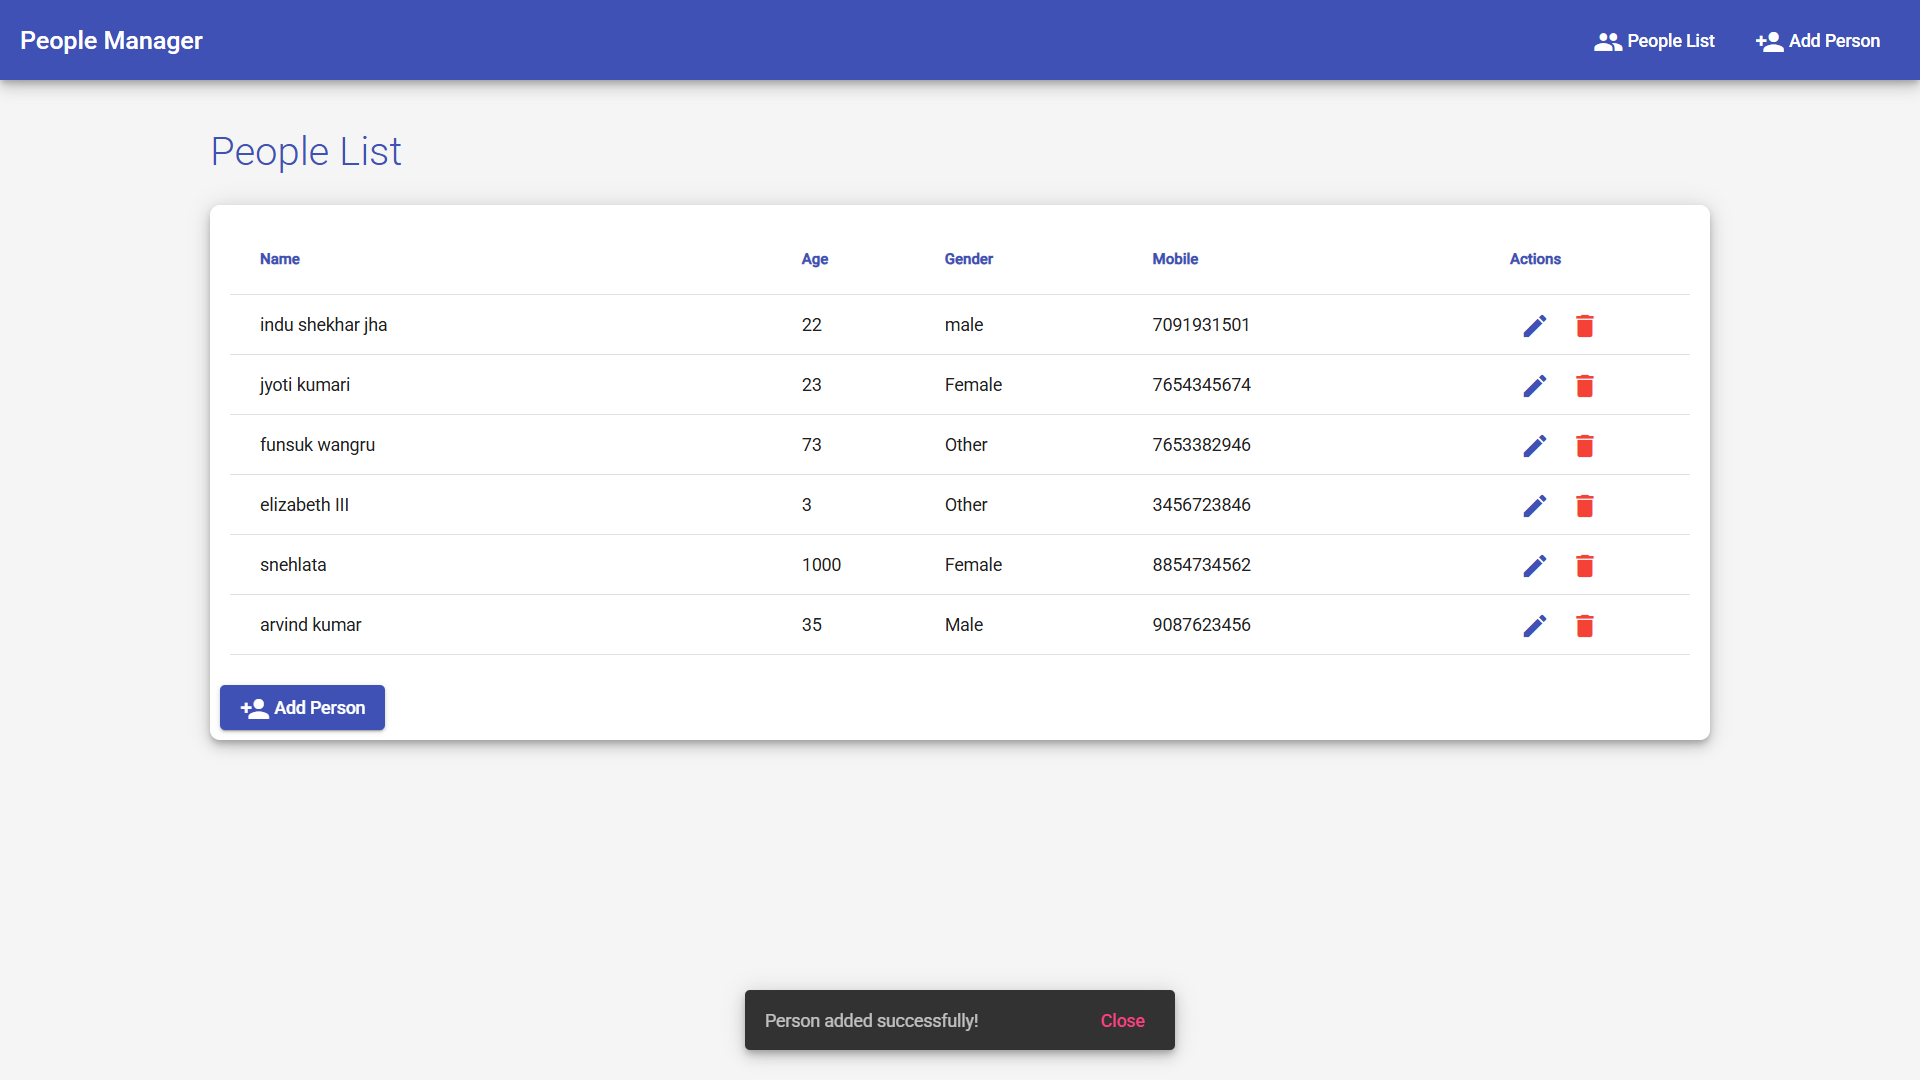 People Manager People List Add Person
People List
Name Age Gender Mobile Actions
indu shekhar jha 22 male 7091931501
jyoti kumari 23 Female 7654345674
funsuk wangru 73 Other 7653382946
elizabeth III 3 Other 3456723846
snehlata 1000 Female 8854734562
arvind kumar 35 Male 9087623456
Add Person
Person added successfully! Close